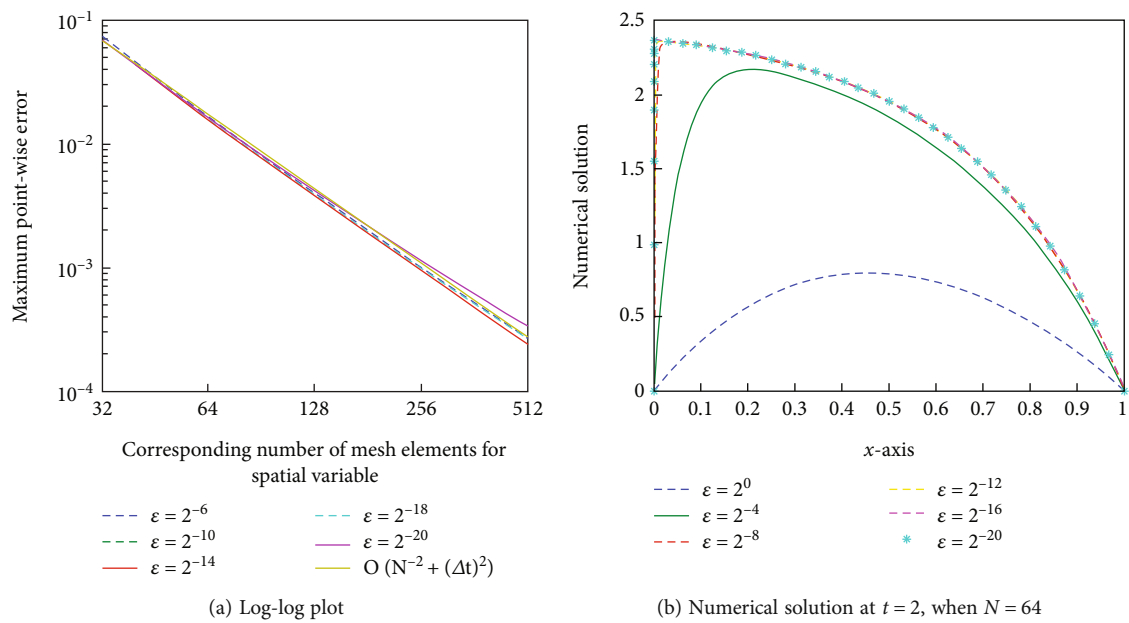 10⁻¹
10⁻²
10⁻³
10⁻⁴
Maximum point-wise error
32 64 128 256 512
Corresponding number of mesh elements for
spatial variable
ε = 2⁻⁶
ε = 2⁻¹⁰
ε = 2⁻¹⁴
ε = 2⁻¹⁸
ε = 2⁻²⁰
O (N⁻² + (Δt)²)
(a) Log-log plot
2.5
2
1.5
1
0.5
0
Numerical solution
0 0.1 0.2 0.3 0.4 0.5 0.6 0.7 0.8 0.9 1
x-axis
ε = 2⁰
ε = 2⁻⁴
ε = 2⁻⁸
ε = 2⁻¹²
ε = 2⁻¹⁶
ε = 2⁻²⁰
(b) Numerical solution at t = 2, when N = 64